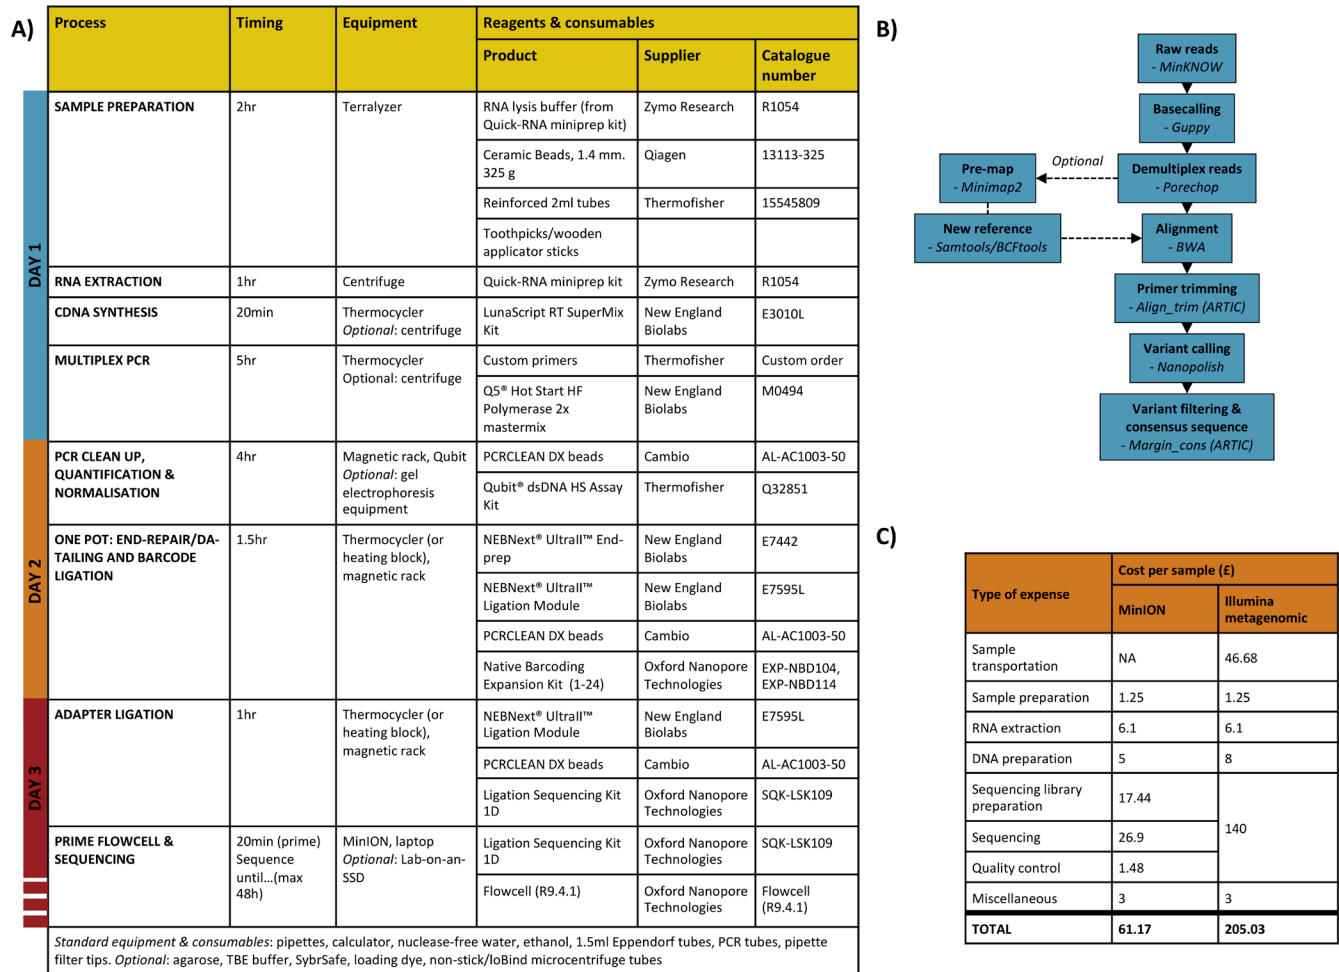 A)
Process Timing Equipment Reagents & consumables
Product Supplier Catalogue
number
DAY 1
SAMPLE PREPARATION 2hr Terralyzer RNA lysis buffer (from Zymo Research R1054
Quick-RNA miniprep kit)
Ceramic Beads, 1.4 mm. Qiagen 13113-325
325 g
Reinforced 2ml tubes Thermofisher 15545809
Toothpicks/wooden
applicator sticks
RNA EXTRACTION 1hr Centrifuge Quick-RNA miniprep kit Zymo Research R1054
CDNA SYNTHESIS 20min Thermocycler LunaScript RT SuperMix New England E3010L
Optional: centrifuge Kit Biolabs
MULTIPLEX PCR 5hr Thermocycler Custom primers Thermofisher Custom order
Optional: centrifuge
Q5® Hot Start HF New England M0494
Polymerase 2x Biolabs
mastermix
DAY 2
PCR CLEAN UP, 4hr Magnetic rack, Qubit PCRCLEAN DX beads Cambio AL-AC1003-50
QUANTIFICATION & Optional: gel
NORMALISATION electrophoresis Qubit® dsDNA HS Assay Thermofisher Q32851
equipment Kit
ONE POT: END-REPAIR/DA- 1.5hr Thermocycler (or NEBNext® UltraII™ End- New England E7442
TAILING AND BARCODE heating block), prep Biolabs
LIGATION magnetic rack
NEBNext® UltraII™ New England E7595L
Ligation Module Biolabs
PCRCLEAN DX beads Cambio AL-AC1003-50
Native Barcoding Oxford Nanopore EXP-NBD104,
Expansion Kit (1-24) Technologies EXP-NBD114
DAY 3
ADAPTER LIGATION 1hr Thermocycler (or NEBNext® UltraII™ New England E7595L
heating block), Ligation Module Biolabs
magnetic rack
PCRCLEAN DX beads Cambio AL-AC1003-50
Ligation Sequencing Kit Oxford Nanopore SQK-LSK109
1D Technologies
PRIME FLOWCELL & 20min (prime) MinION, laptop Ligation Sequencing Kit Oxford Nanopore SQK-LSK109
SEQUENCING Sequence Optional: Lab-on-an- 1D Technologies
until...(max SSD
48h) Flowcell (R9.4.1) Oxford Nanopore Flowcell
Technologies (R9.4.1)
Standard equipment & consumables: pipettes, calculator, nuclease-free water, ethanol, 1.5ml Eppendorf tubes, PCR tubes, pipette
filter tips. Optional: agarose, TBE buffer, SybrSafe, loading dye, non-stick/loBind microcentrifuge tubes
B)
Raw reads
- MinKNOW
Basecalling
- Guppy
Optional
Pre-map
- Minimap2
Demultiplex reads
- Porechop
New reference
- Samtools/BCFtools
Alignment
- BWA
Primer trimming
- Align_trim (ARTIC)
Variant calling
- Nanopolish
Variant filtering &
consensus sequence
- Margin_cons (ARTIC)
C)
Type of expense Cost per sample (£)
MinION Illumina
metagenomic
Sample
transportation NA 46.68
Sample preparation 1.25 1.25
RNA extraction 6.1 6.1
DNA preparation 5 8
Sequencing library
preparation 17.44
140
Sequencing 26.9
Quality control 1.48
Miscellaneous 3 3
TOTAL 61.17 205.03